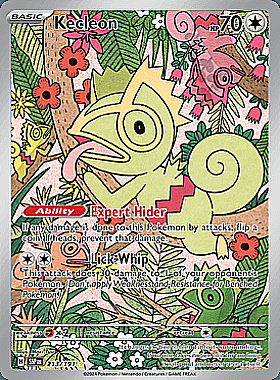 BASIC
Kecleon
HP 70
Ability Expert Hider
If any damage is done to this Pokémon by attacks, flip a
coin. If heads, prevent that damage.
Lick Whip
This attack does 30 damage to 1 of your opponent's
Pokémon. (Don't apply Weakness and Resistance for Benched
Pokémon.)
×2
©2024 Pokémon / Nintendo / Creatures / GAME FREAK